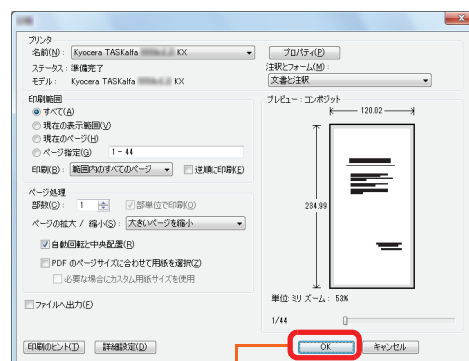 プリンタ
名前(N): Kyocera TASKalfa KX
プロパティ(P)
ステータス: 準備完了
注釈とフォーム(M):
モデル: Kyocera TASKalfa KX
文書と注釈
印刷範囲
すべて(A)
現在の表示範囲(V)
現在のページ(H)
ページ指定(G) 1 - 44
印刷(R): 範囲内のすべてのページ
逆順に印刷(E)
プレビュー: コンポジット
120.02
234.99
ページ処理
部数(C): 1
部単位で印刷(O)
ページの拡大 / 縮小(S): 大きいページを縮小
自動回転と中央配置(R)
PDF のページサイズに合わせて用紙を選択(Z)
必要な場合にカスタム用紙サイズを使用
ファイルへ出力(F)
単位: ミリ ズーム: 53%
1/44
印刷のヒント(T)
詳細設定(D)
OK
キャンセル